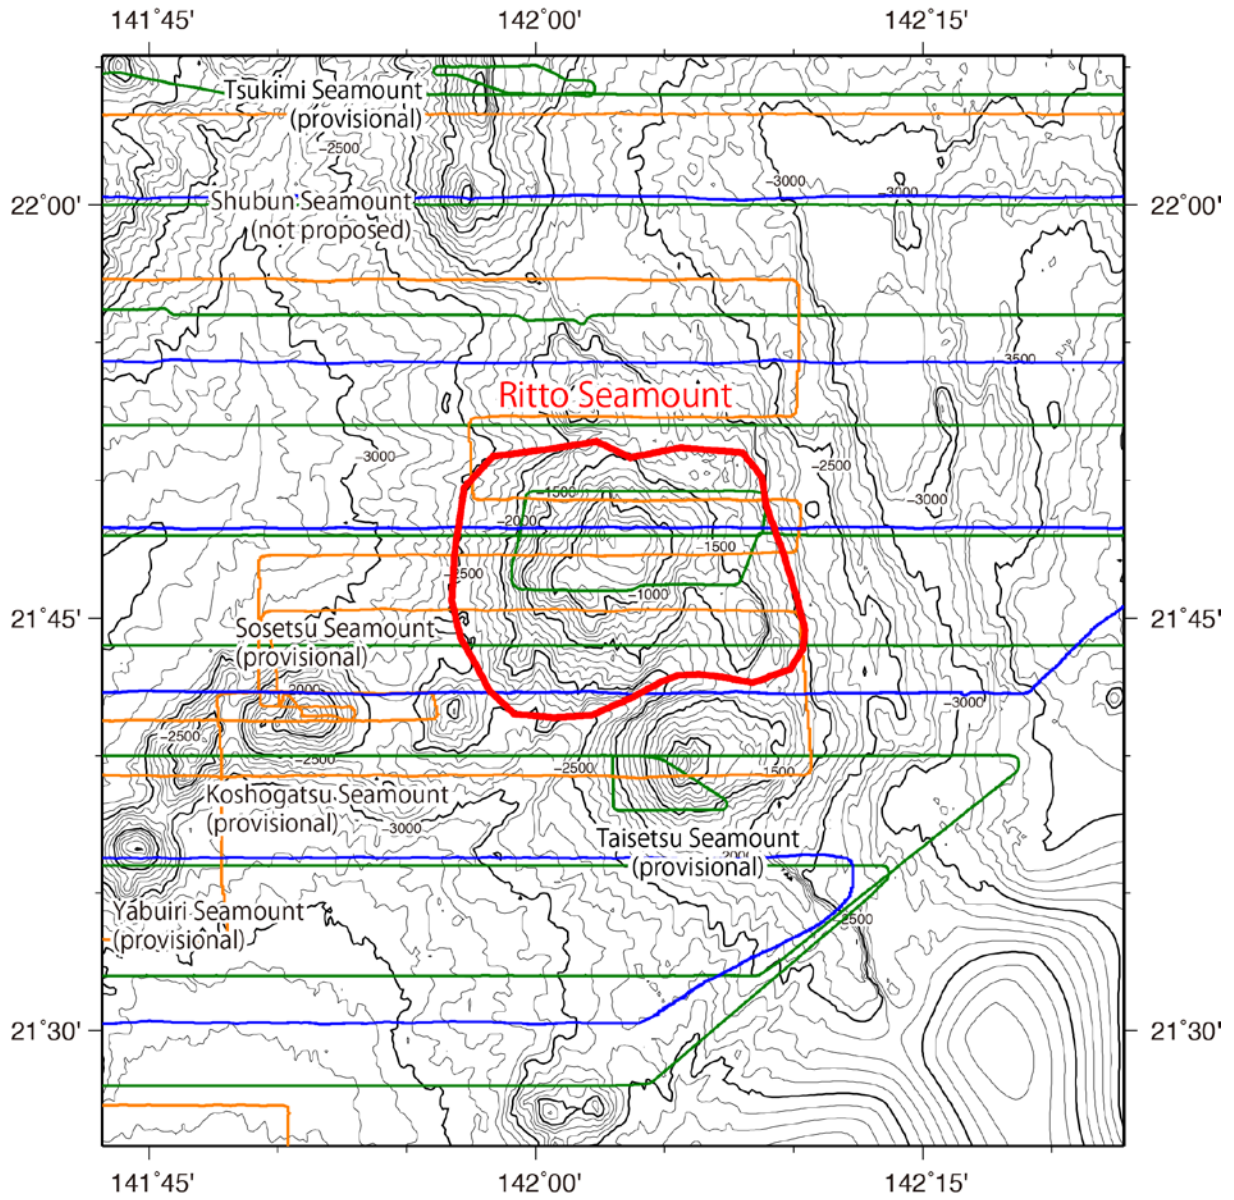 141°45' 142°00' 142°15'
Tsukimi Seamount
(provisional)
-2500
-3000
-3000
22°00' 22°00'
Shubun Seamount
(not proposed)
3500
Ritto Seamount
3000
-2500
-1500
-3000
-2000
-1500
-2500
-1000
21°45' 21°45'
Sosetsu Seamount
(provisional)
2000
-3000
-2500
-2500
-2500
1500
Koshogatsu Seamount
(provisional)
-3000
Taisetsu Seamount
2000
(provisional)
Yabuiri Seamount
2500
(provisional)
21°30' 21°30'
141°45' 142°00' 142°15'